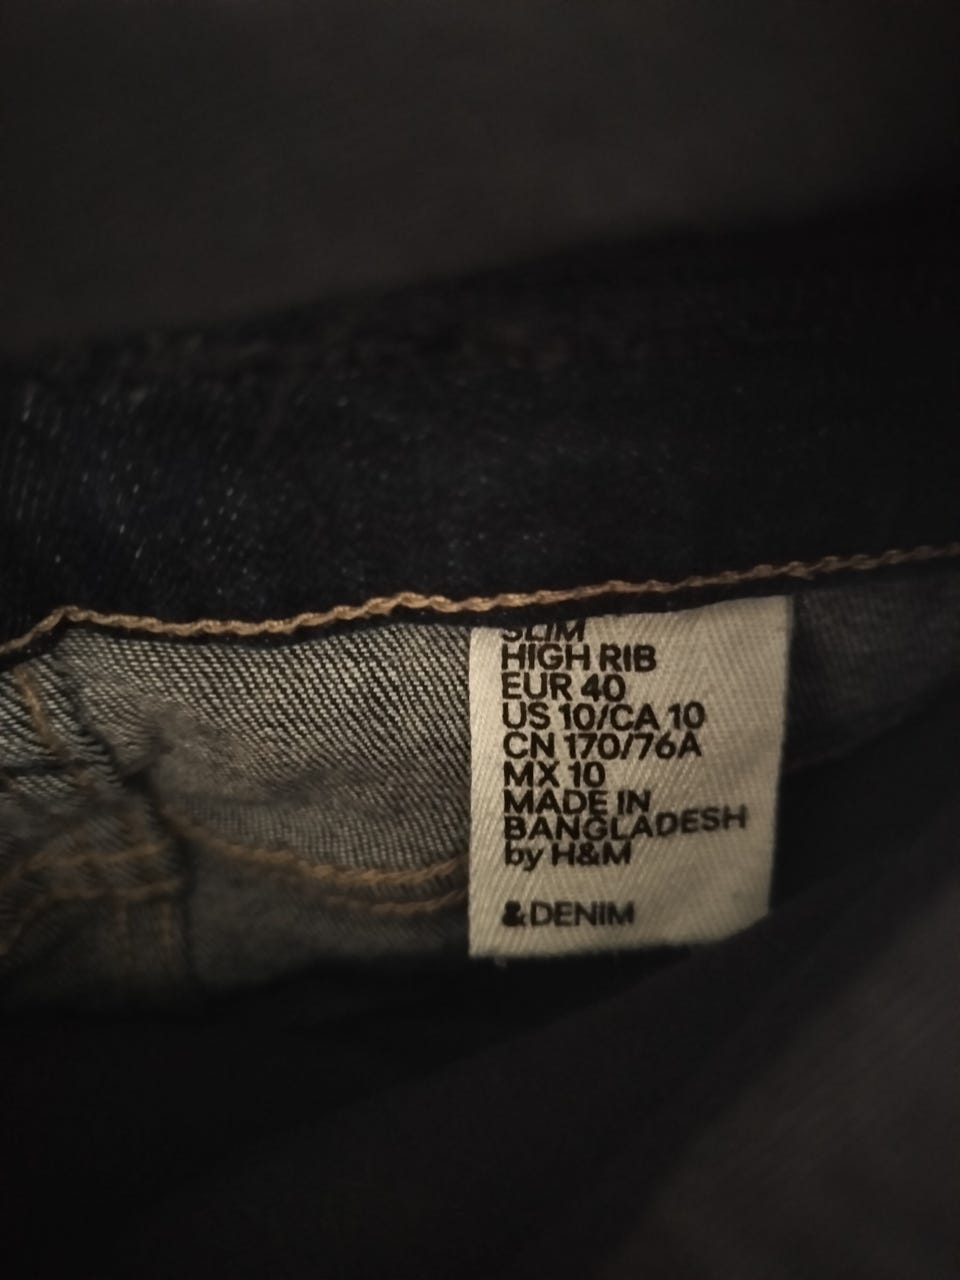 SLIM
HIGH RIB
EUR 40
US 10/CA 10
CN 170/76A
MX 10
MADE IN
BANGLADESH
by H&M
&DENIM